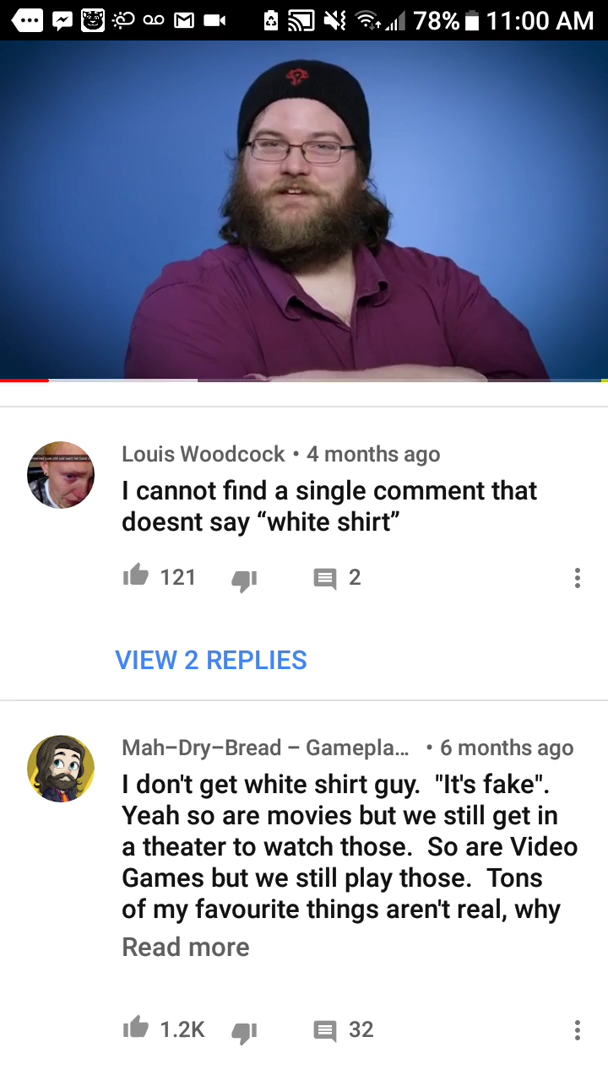 78% 11:00 AM
Louis Woodcock • 4 months ago
I cannot find a single comment that
doesnt say “white shirt”
121 2
VIEW 2 REPLIES
Mah–Dry–Bread – Gamepla... • 6 months ago
I don't get white shirt guy.  "It's fake".
Yeah so are movies but we still get in
a theater to watch those.  So are Video
Games but we still play those.  Tons
of my favourite things aren't real, why
Read more
1.2K 32